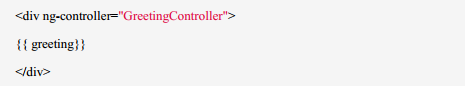 <div ng-controller="GreetingController">
{{ greeting}}
</div>